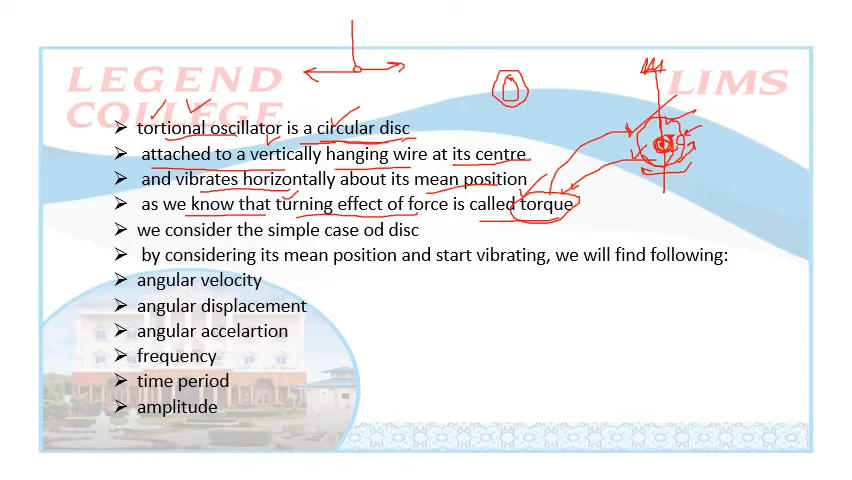 LEGEND
COLLEGE
LIMS
➢ tortional oscillator is a circular disc
➢ attached to a vertically hanging wire at its centre
➢ and vibrates horizontally about its mean position
➢ as we know that turning effect of force is called torque
➢ we consider the simple case od disc
➢ by considering its mean position and start vibrating, we will find following:
➢ angular velocity
➢ angular displacement
➢ angular accelartion
➢ frequency
➢ time period
➢ amplitude